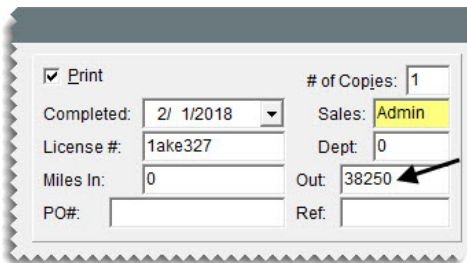 Print # of Copies: 1
Completed: 2/ 1/2018 Sales: Admin
License #: 1ake327 Dept: 0
Miles In: 0 Out: 38250
PO#: Ref: